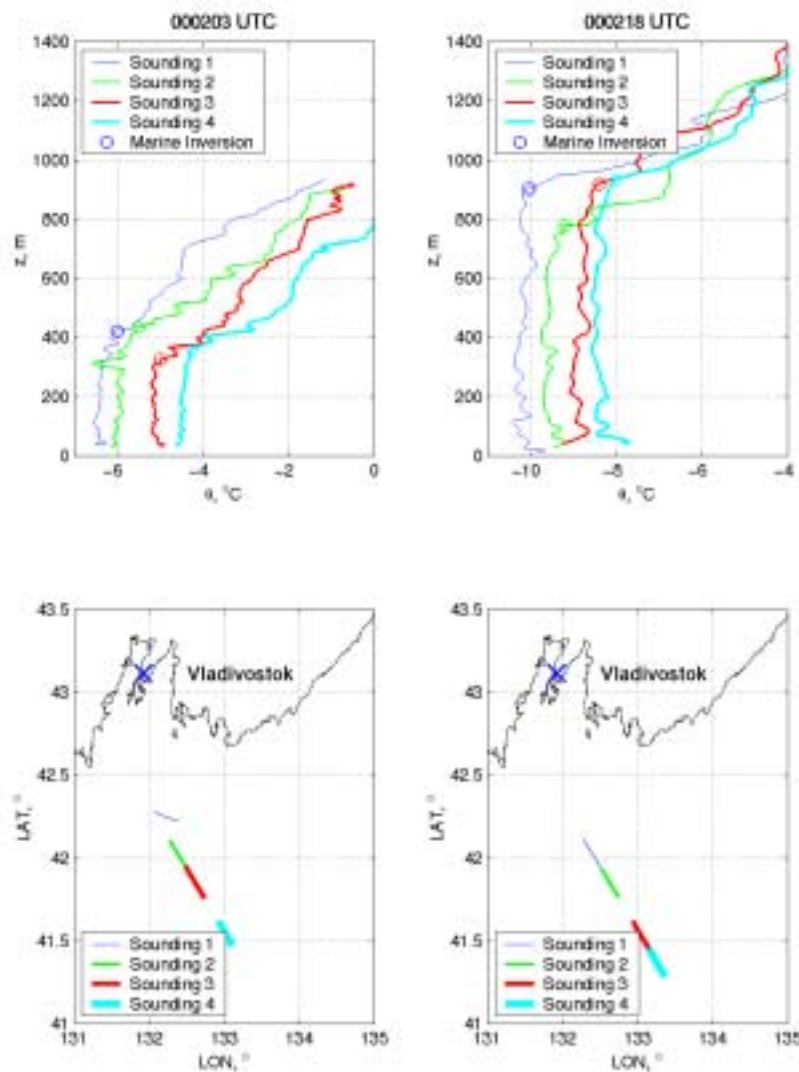 000203 UTC
1400
1200
1000
800
600
400
200
0
z, m
Sounding 1
Sounding 2
Sounding 3
Sounding 4
Marine Inversion
−6
−4
−2
0
θ, °C
000218 UTC
1400
1200
1000
800
600
400
200
0
z, m
Sounding 1
Sounding 2
Sounding 3
Sounding 4
Marine Inversion
−10
−8
−6
−4
θ, °C
43.5
43
42.5
42
41.5
41
LAT, °
Vladivostok
Sounding 1
Sounding 2
Sounding 3
Sounding 4
131
132
133
134
135
LON, °
43.5
43
42.5
42
41.5
41
LAT, °
Vladivostok
Sounding 1
Sounding 2
Sounding 3
Sounding 4
131
132
133
134
135
LON, °